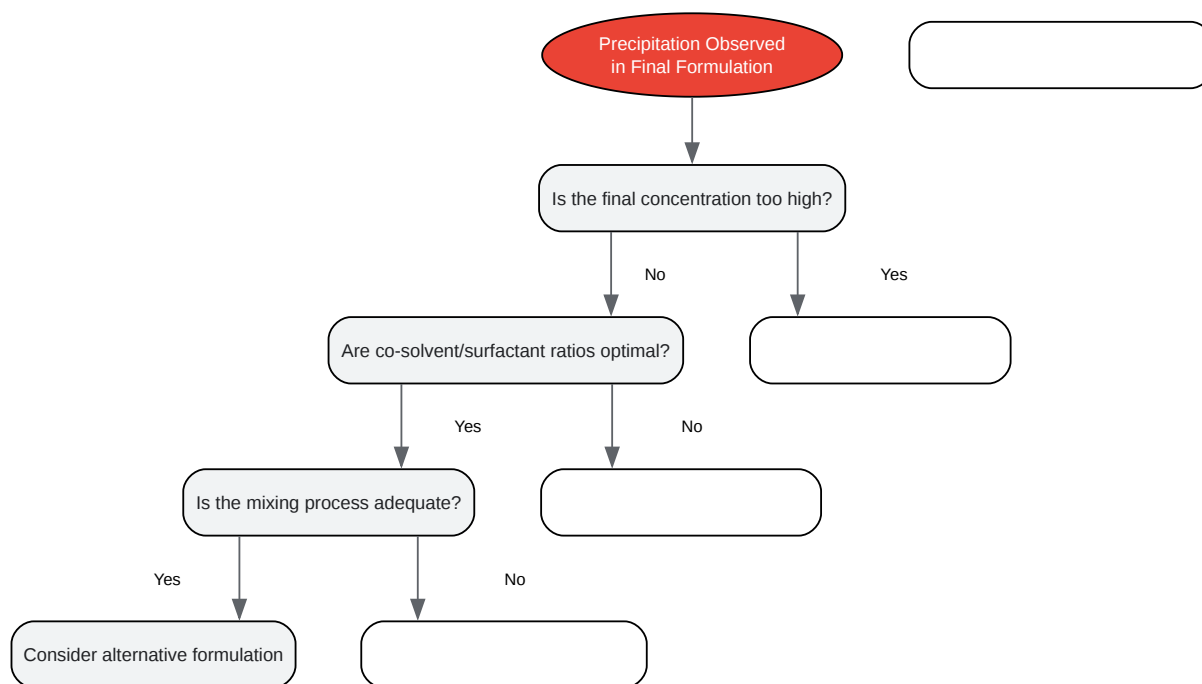 Precipitation Observed
in Final Formulation
Is the final concentration too high?
No
Yes
Are co-solvent/surfactant ratios optimal?
Yes
No
Is the mixing process adequate?
Yes
No
Consider alternative formulation